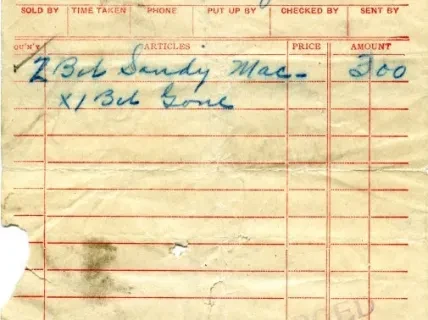 SOLD BY TIME TAKEN PHONE PUT UP BY CHECKED BY SENT BY
QU'N'Y ARTICLES PRICE AMOUNT
2 Bot Sandy Mac- 300
x1 Bot Gone